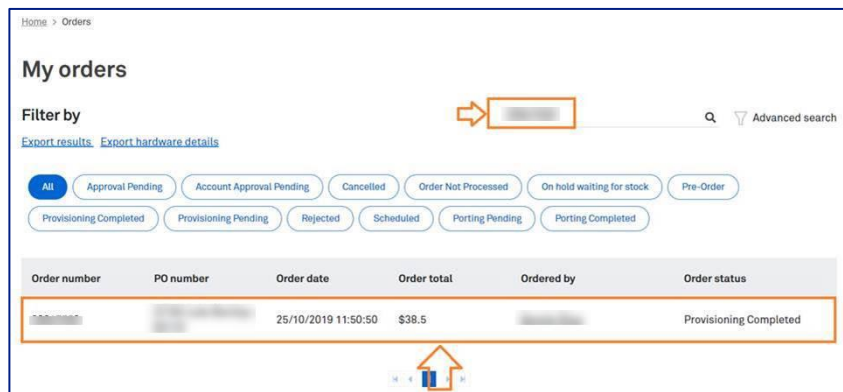 Home > Orders
My orders
Filter by
Advanced search
Export results Export hardware details
All Approval Pending Account Approval Pending Cancelled Order Not Processed On hold waiting for stock Pre-Order
Provisioning Completed Provisioning Pending Rejected Scheduled Porting Pending Porting Completed
Order number PO number Order date Order total Ordered by Order status
25/10/2019 11:50:50 $38.5 Provisioning Completed